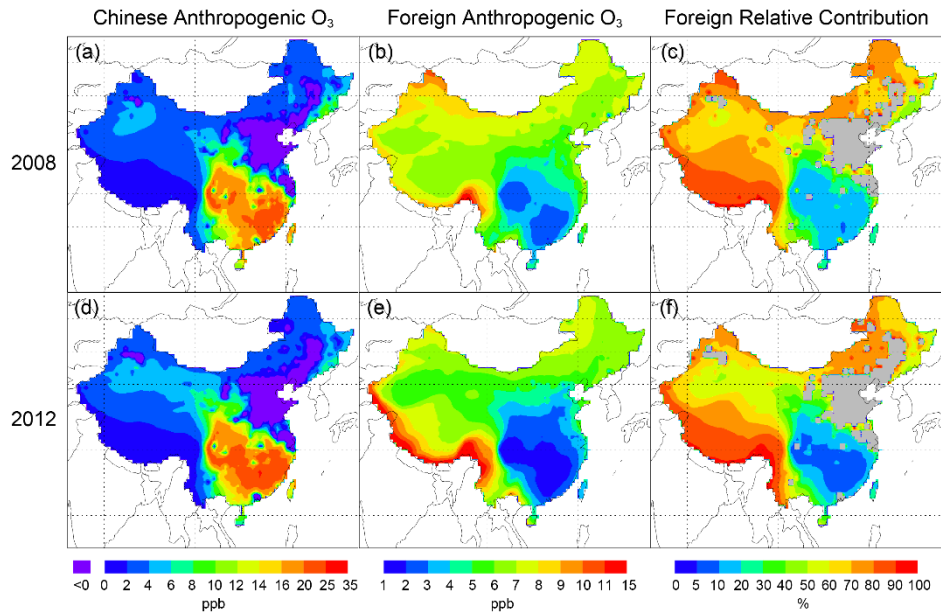 Chinese Anthropogenic O₃ Foreign Anthropogenic O₃ Foreign Relative Contribution
(a) (b) (c)
2008
(d) (e) (f)
2012
<0 0 2 4 6 8 10 12 16 20 25 35 1 2 3 4 5 6 7 8 9 10 11 15 0 5 10 20 30 40 50 60 70 80 90 100
ppb ppb %